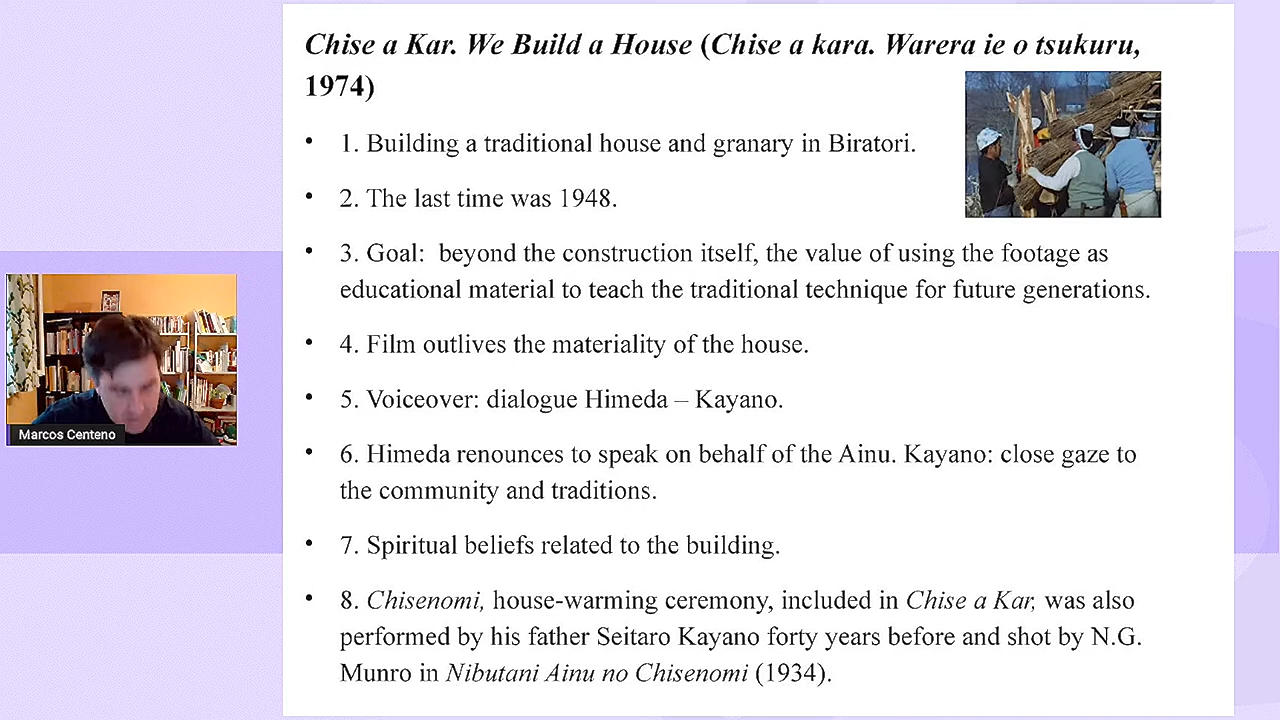 Chise a Kar. We Build a House (Chise a kara. Warera ie o tsukuru,
1974)
• 1. Building a traditional house and granary in Biratori.
• 2. The last time was 1948.
• 3. Goal:  beyond the construction itself, the value of using the footage as
educational material to teach the traditional technique for future generations.
• 4. Film outlives the materiality of the house.
• 5. Voiceover: dialogue Himeda – Kayano.
• 6. Himeda renounces to speak on behalf of the Ainu. Kayano: close gaze to
the community and traditions.
• 7. Spiritual beliefs related to the building.
• 8. Chisenomi, house-warming ceremony, included in Chise a Kar, was also
performed by his father Seitaro Kayano forty years before and shot by N.G.
Munro in Nibutani Ainu no Chisenomi (1934).
Marcos Centeno